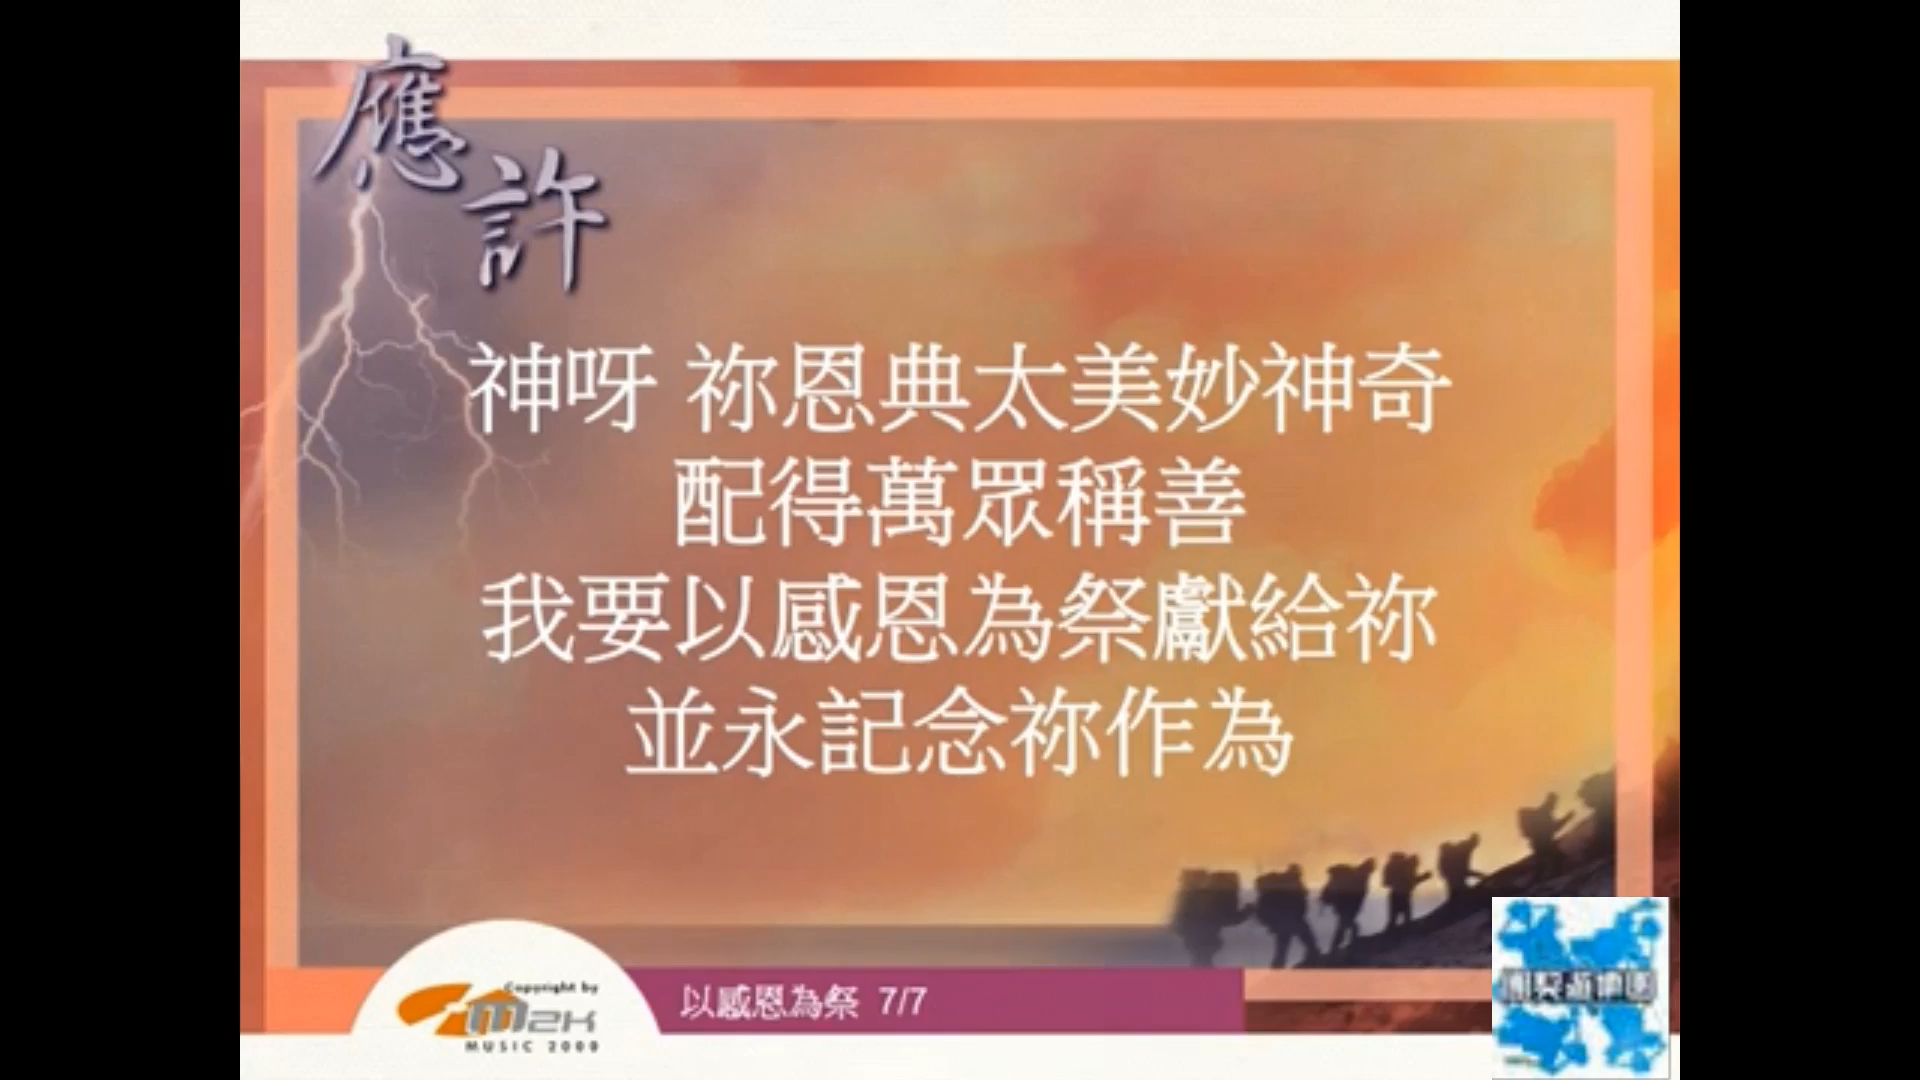 應許
神呀 祢恩典太美妙神奇
配得萬眾稱善
我要以感恩為祭獻給祢
並永記念祢作為
Copyright by
M2K
MUSIC 2000
以感恩為祭 7/7